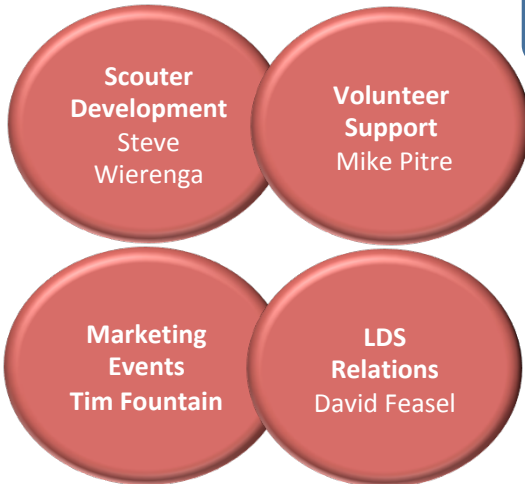 Scouter
Development
Steve
Wierenga
Volunteer
Support
Mike Pitre
Marketing
Events
Tim Fountain
LDS
Relations
David Feasel